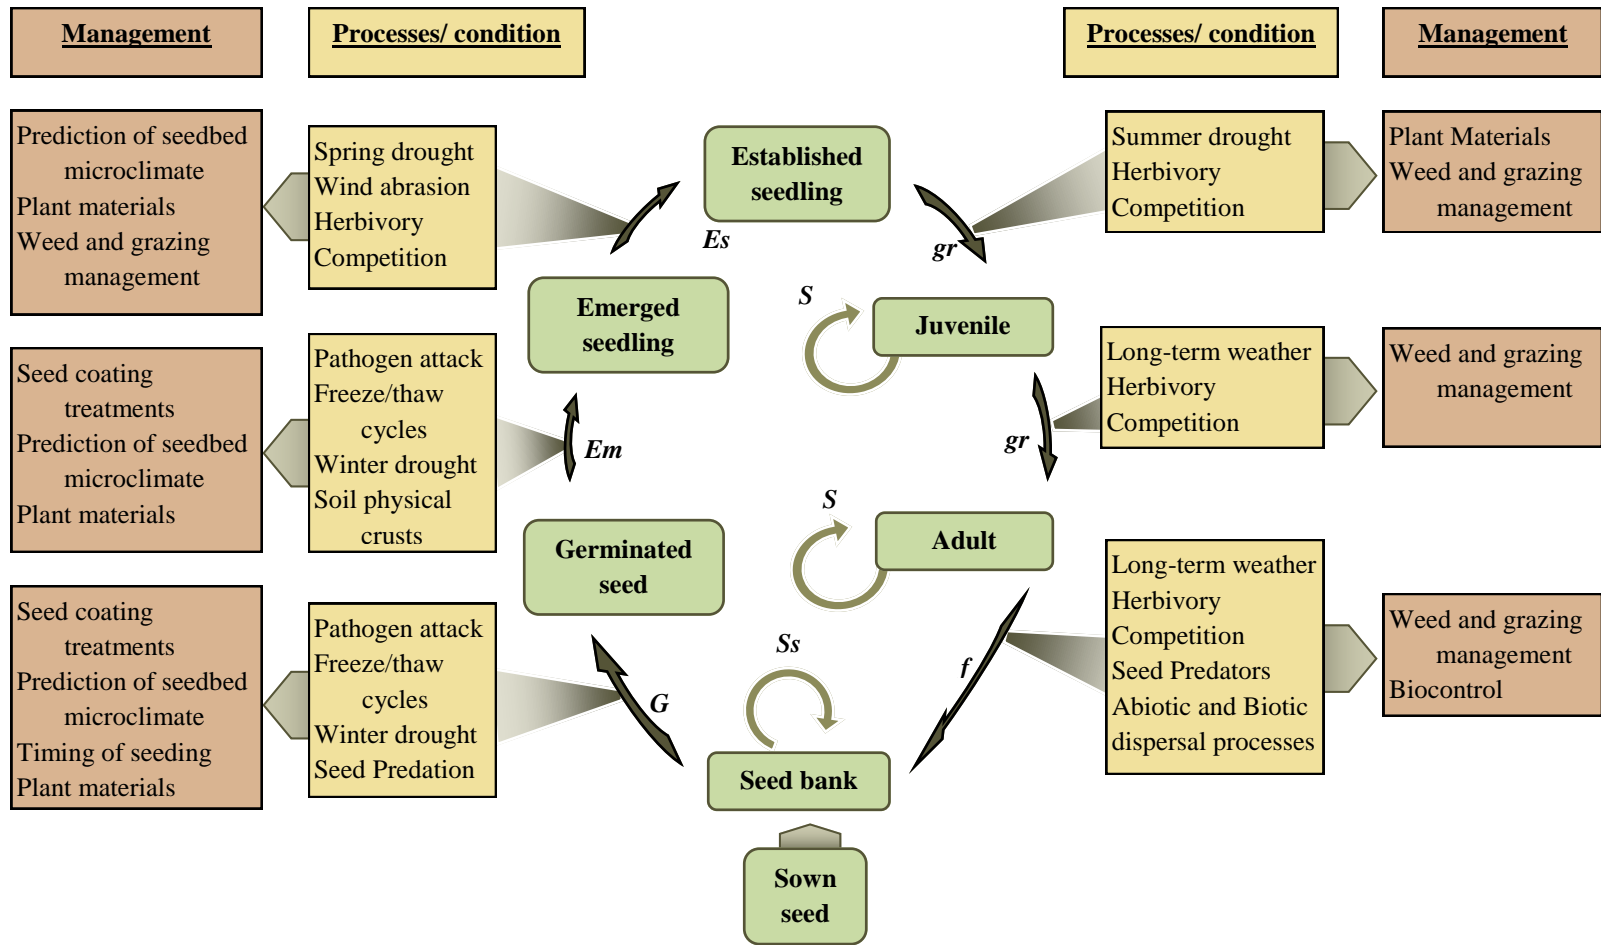 Management
Processes/ condition
Processes/ condition
Management
Prediction of seedbed
microclimate
Plant materials
Weed and grazing
management
Spring drought
Wind abrasion
Herbivory
Competition
Established
seedling
Es
gr
Summer drought
Herbivory
Competition
Plant Materials
Weed and grazing
management
Emerged
seedling
S
Juvenile
Seed coating
treatments
Prediction of seedbed
microclimate
Plant materials
Pathogen attack
Freeze/thaw
cycles
Winter drought
Soil physical
crusts
Em
gr
Long-term weather
Herbivory
Competition
Weed and grazing
management
Germinated
seed
S
Adult
Seed coating
treatments
Prediction of seedbed
microclimate
Timing of seeding
Plant materials
Pathogen attack
Freeze/thaw
cycles
Winter drought
Seed Predation
G
Ss
f
Long-term weather
Herbivory
Competition
Seed Predators
Abiotic and Biotic
dispersal processes
Weed and grazing
management
Biocontrol
Seed bank
Sown
seed